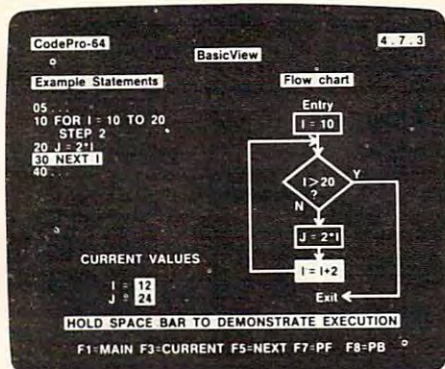 CodePro-64
4.7.3
BasicView
Example Statements
Flow chart
05 ...
10 FOR I = 10 TO 20
STEP 2
20 J = 2*I
30 NEXT I
40 ...
Entry
I = 10
I > 20
?
Y
N
J = 2*I
I = I+2
Exit
CURRENT VALUES
I = 12
J = 24
HOLD SPACE BAR TO DEMONSTRATE EXECUTION
F1=MAIN F3=CURRENT F5=NEXT F7=PF F8=PB